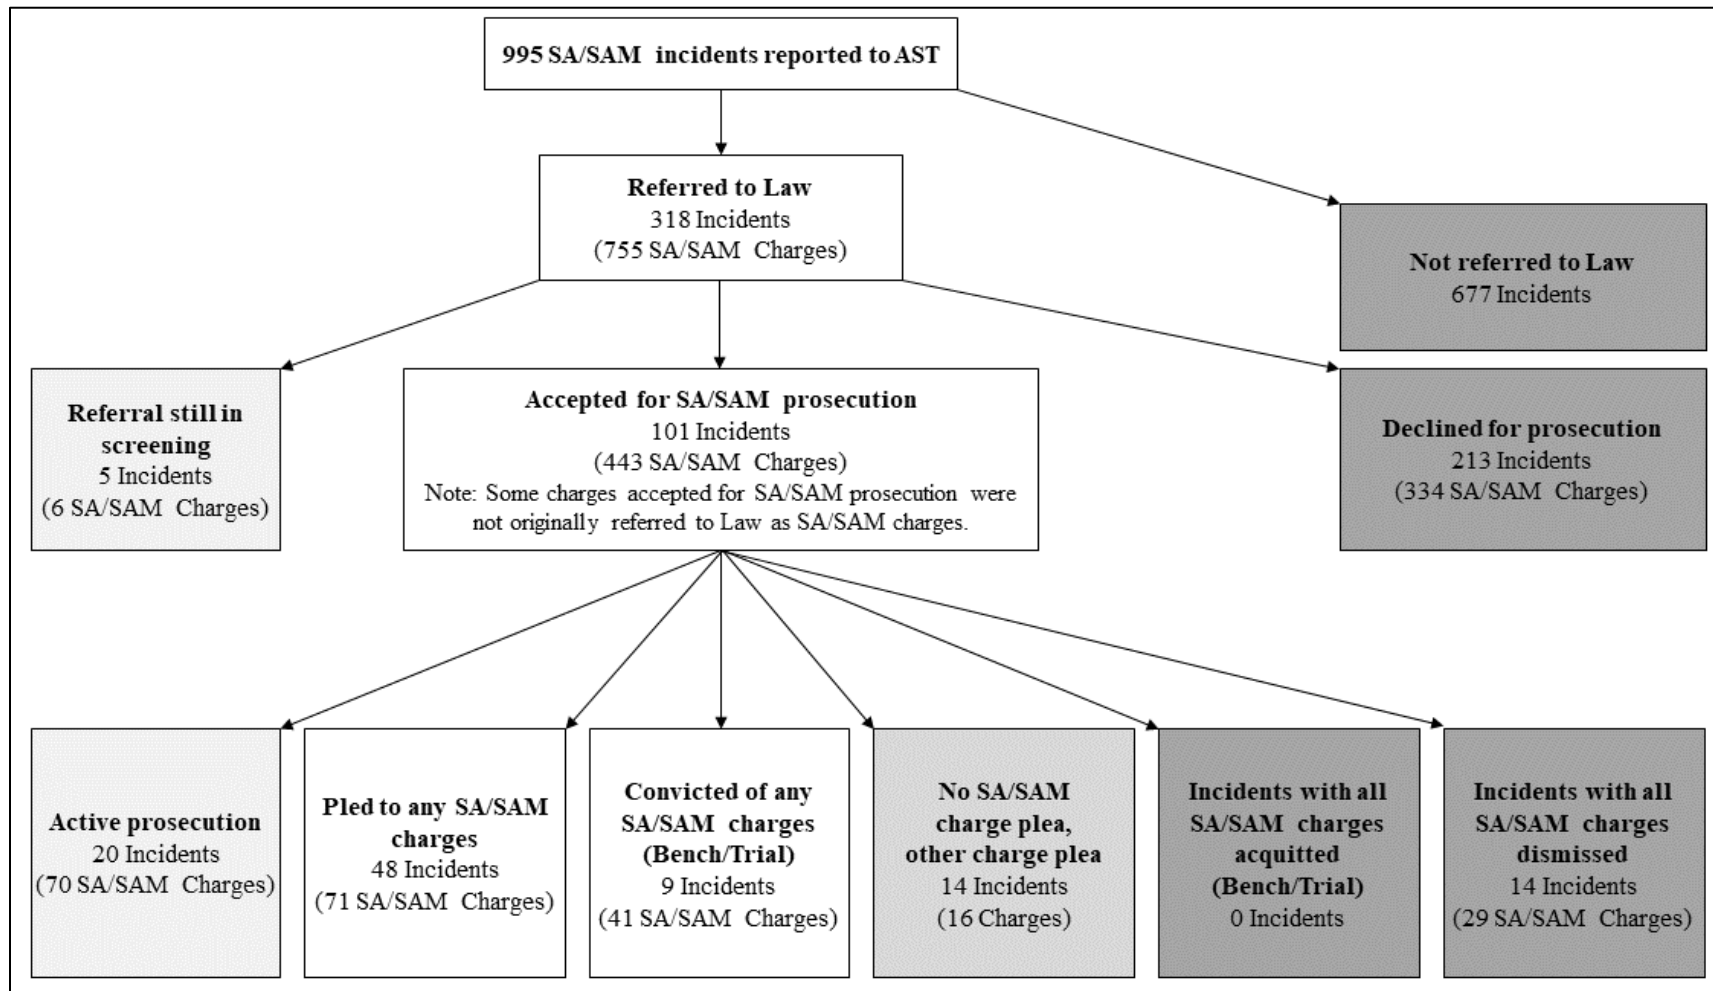 995 SA/SAM incidents reported to AST
Referred to Law
318 Incidents
(755 SA/SAM Charges)
Not referred to Law
677 Incidents
Referral still in
screening
5 Incidents
(6 SA/SAM Charges)
Accepted for SA/SAM prosecution
101 Incidents
(443 SA/SAM Charges)
Note: Some charges accepted for SA/SAM prosecution were
not originally referred to Law as SA/SAM charges.
Declined for prosecution
213 Incidents
(334 SA/SAM Charges)
Active prosecution
20 Incidents
(70 SA/SAM Charges)
Pled to any SA/SAM
charges
48 Incidents
(71 SA/SAM Charges)
Convicted of any
SA/SAM charges
(Bench/Trial)
9 Incidents
(41 SA/SAM Charges)
No SA/SAM
charge plea,
other charge plea
14 Incidents
(16 Charges)
Incidents with all
SA/SAM charges
acquitted
(Bench/Trial)
0 Incidents
Incidents with all
SA/SAM charges
dismissed
14 Incidents
(29 SA/SAM Charges)